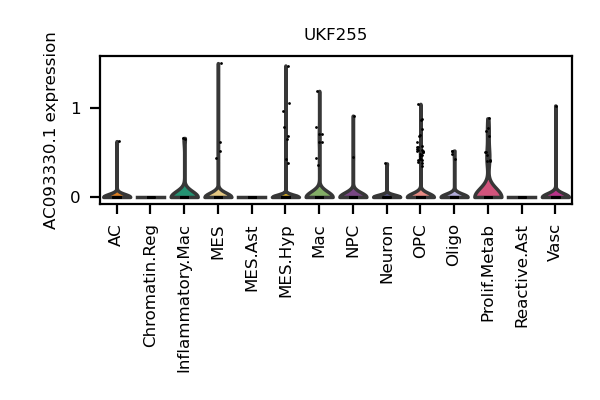 UKF255
AC093330.1 expression
1
0
AC
Chromatin.Reg
Inflammatory.Mac
MES
MES.Ast
MES.Hyp
Mac
NPC
Neuron
OPC
Oligo
Prolif.Metab
Reactive.Ast
Vasc